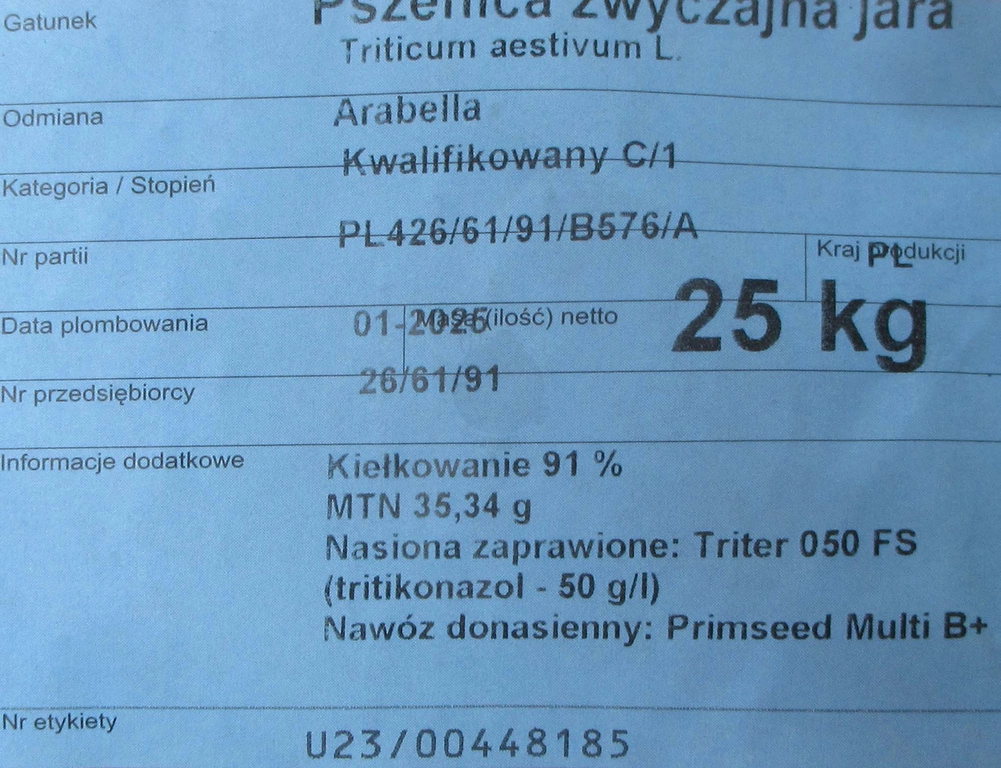 Gatunek
Pszenica zwyczajna jara
Triticum aestivum L.
Odmiana
Arabella
Kwalifikowany C/1
Kategoria / Stopień
PL426/61/91/B576/A
Nr partii
Kraj produkcji
PL
Data plombowania
01-2025
Masa (ilość) netto
25 kg
26/61/91
Nr przedsiębiorcy
Informacje dodatkowe
Kiełkowanie 91 %
MTN 35,34 g
Nasiona zaprawione: Triter 050 FS
(tritikonazol - 50 g/l)
Nawóz donasienny: Primseed Multi B+
Nr etykiety
U23/00448185